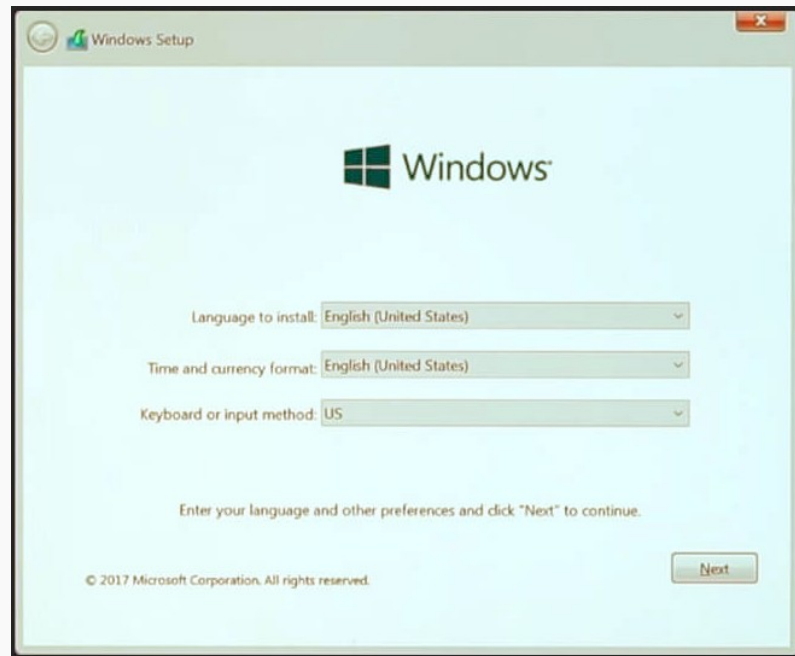 Windows Setup
Windows
Language to install: English (United States)
Time and currency format: English (United States)
Keyboard or input method: US
Enter your language and other preferences and click "Next" to continue.
Next
© 2017 Microsoft Corporation. All rights reserved.